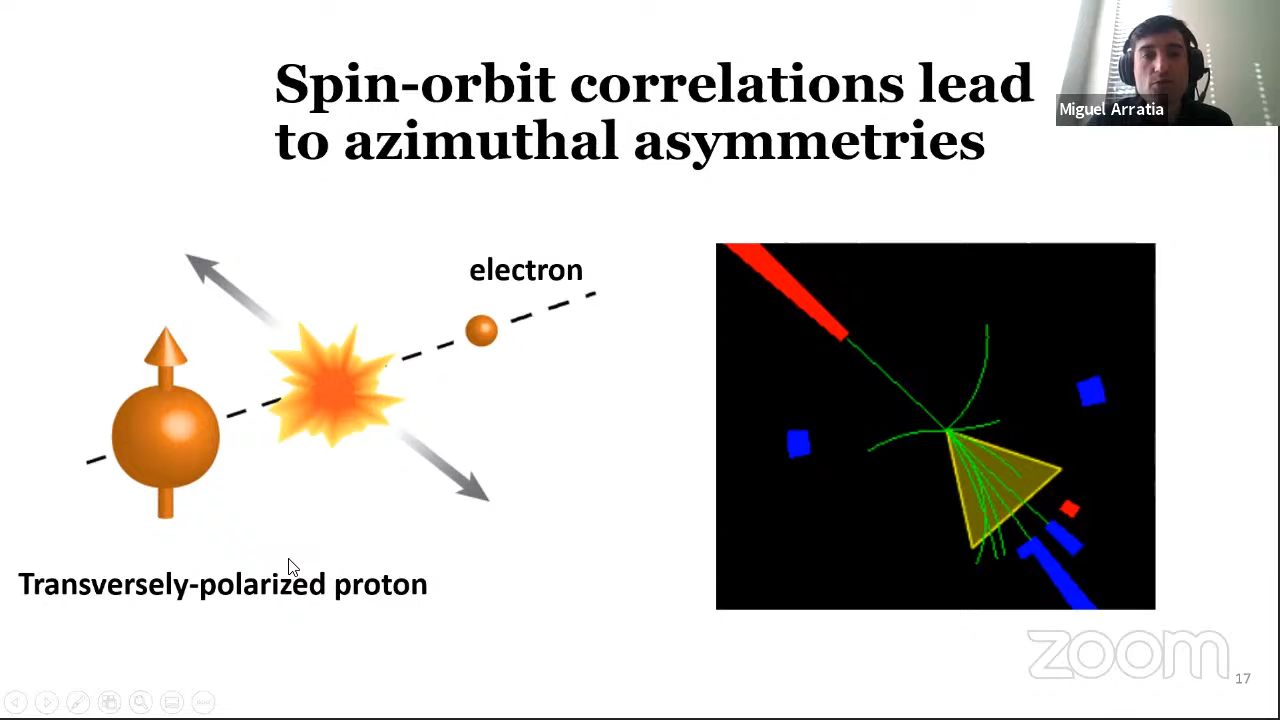 Spin-orbit correlations lead
to azimuthal asymmetries
Miguel Arratia
electron
Transversely-polarized proton
zoom
17